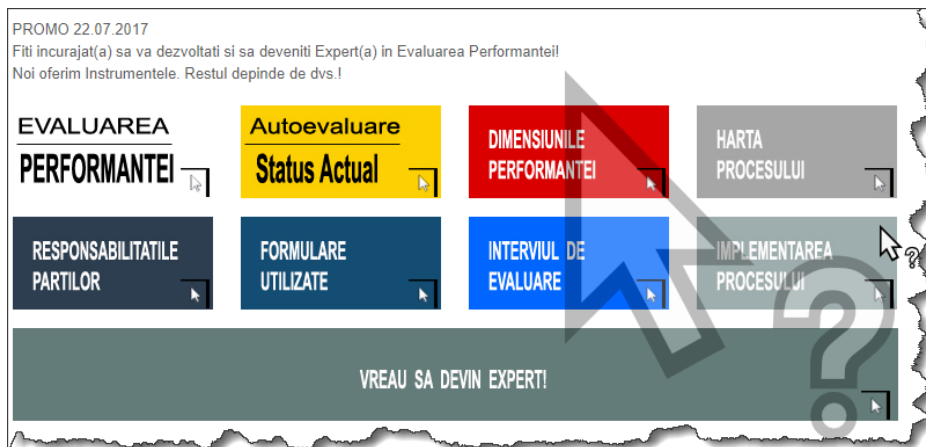 PROMO 22.07.2017
Fiti incurajat(a) sa va dezvoltati si sa deveniti Expert(a) in Evaluarea Performantei!
Noi oferim Instrumentele. Restul depinde de dvs.!
EVALUAREA
PERFORMANTEI
Autoevaluare
Status Actual
DIMENSIUNILE
PERFORMANTEI
HARTA
PROCESULUI
RESPONSABILITATILE
PARTILOR
FORMULARE
UTILIZATE
INTERVIUL DE
EVALUARE
IMPLEMENTAREA
PROCESULUI
VREAU SA DEVIN EXPERT!